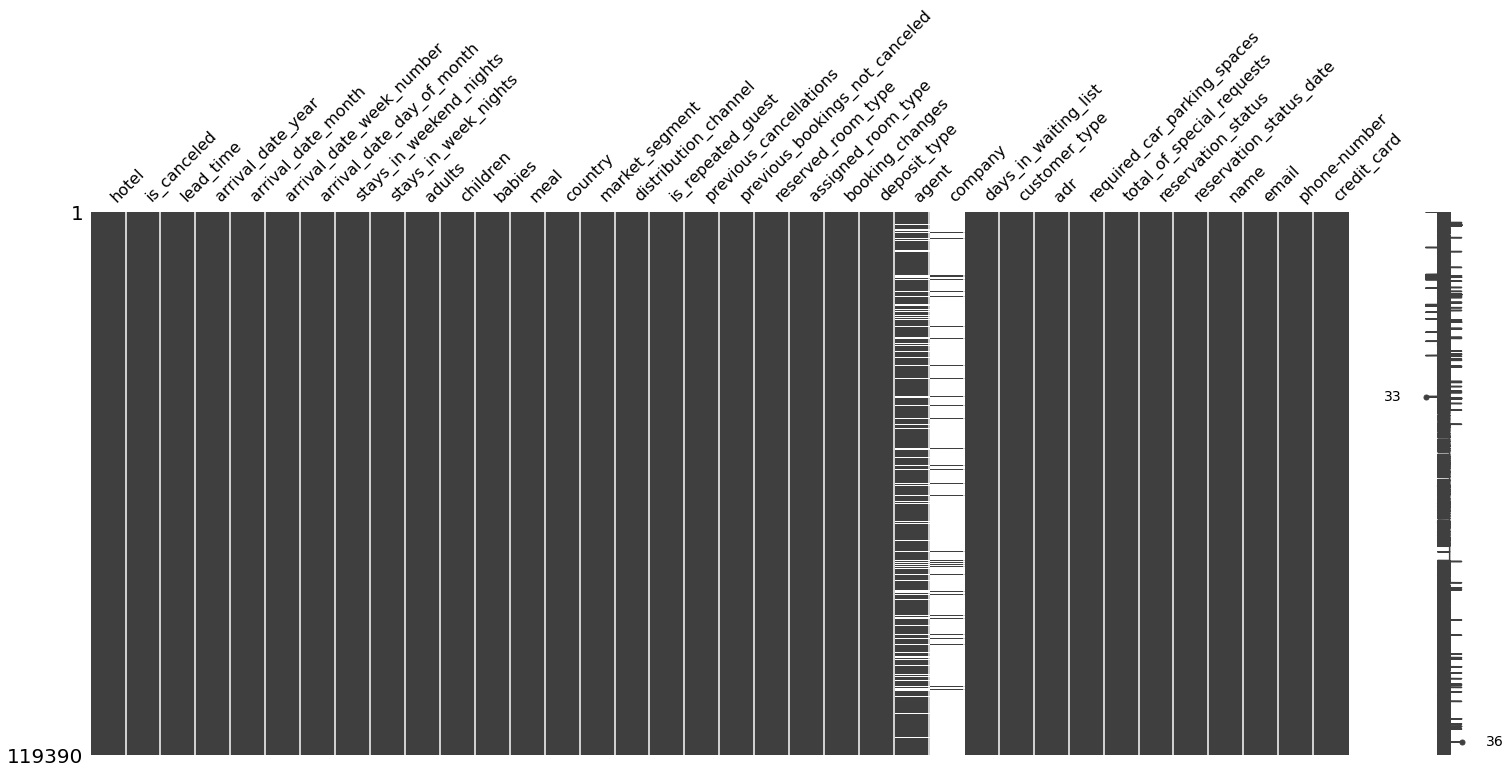 hotel
is_canceled
lead_time
arrival_date_year
arrival_date_month
arrival_date_week_number
arrival_date_day_of_month
stays_in_weekend_nights
stays_in_week_nights
adults
children
babies
meal
country
market_segment
distribution_channel
is_repeated_guest
previous_cancellations
previous_bookings_not_canceled
reserved_room_type
assigned_room_type
booking_changes
deposit_type
agent
company
days_in_waiting_list
customer_type
adr
required_car_parking_spaces
total_of_special_requests
reservation_status
reservation_status_date
name
email
phone-number
credit_card
1
33
36
119390